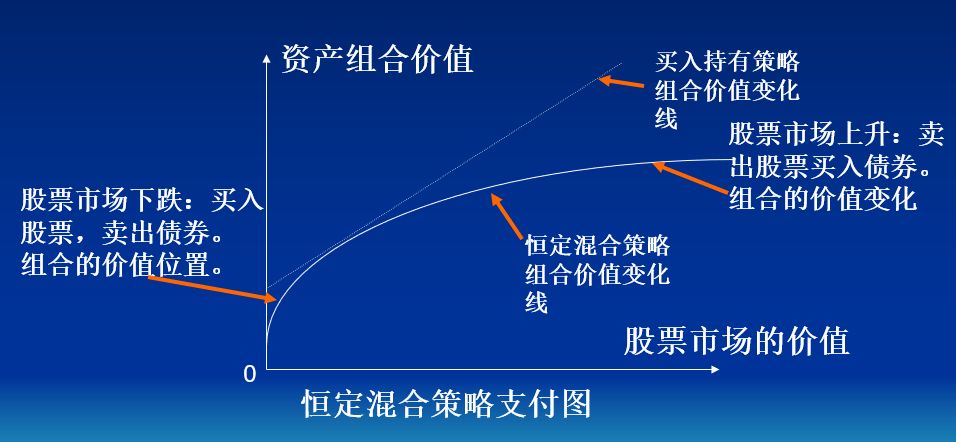 资产组合价值
买入持有策略
组合价值变化
线
股票市场上升：卖
出股票买入债券。
组合的价值变化
股票市场下跌：买入
股票，卖出债券。
组合的价值位置。
恒定混合策略
组合价值变化
线
股票市场的价值
0
恒定混合策略支付图